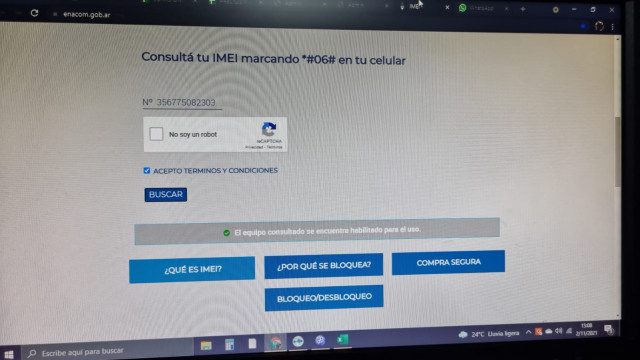 enacom.gob.ar
IMEI
Consultá tu IMEI marcando *#06# en tu celular
Nº 356775082303
No soy un robot
reCAPTCHA
Privacidad - Términos
ACEPTO TERMINOS Y CONDICIONES
BUSCAR
El equipo consultado se encuentra habilitado para el uso.
¿QUÉ ES IMEI?
¿POR QUÉ SE BLOQUEA?
COMPRA SEGURA
BLOQUEO/DESBLOQUEO
Escribe aquí para buscar
24°C Lluvia ligera
15:08
2/11/2021